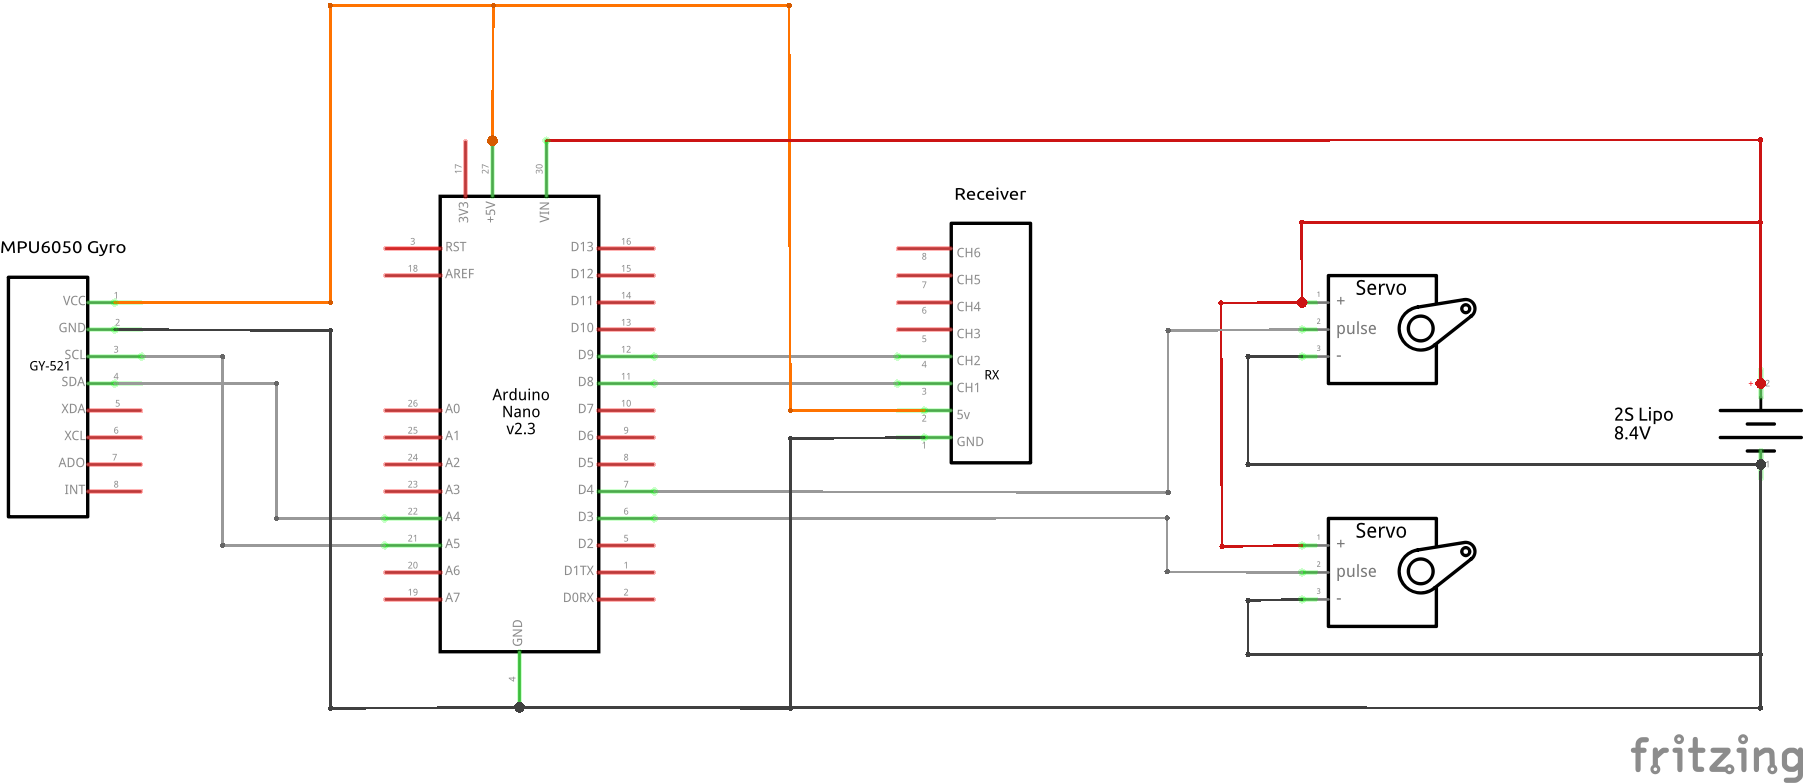 17
27
30
3V3
+5V
VIN
Receiver
MPU6050 Gyro
VCC 1
GND 2
SCL 3
GY-521
SDA 4
XDA 5
XCL 6
ADO 7
INT 8
3 RST
18 AREF
26 A0
25 A1
24 A2
23 A3
22 A4
21 A5
20 A6
19 A7
Arduino
Nano
v2.3
D13 16
D12 15
D11 14
D10 13
D9 12
D8 11
D7 10
D6 9
D5 8
D4 7
D3 6
D2 5
D1TX 1
D0RX 2
GND
4
8 CH6
7 CH5
6 CH4
5 CH3
4 CH2
RX
3 CH1
2 5v
1 GND
Servo
1 +
2 pulse
3 -
+ 2
2S Lipo
8.4V
1
Servo
1 +
2 pulse
3 -
fritzing